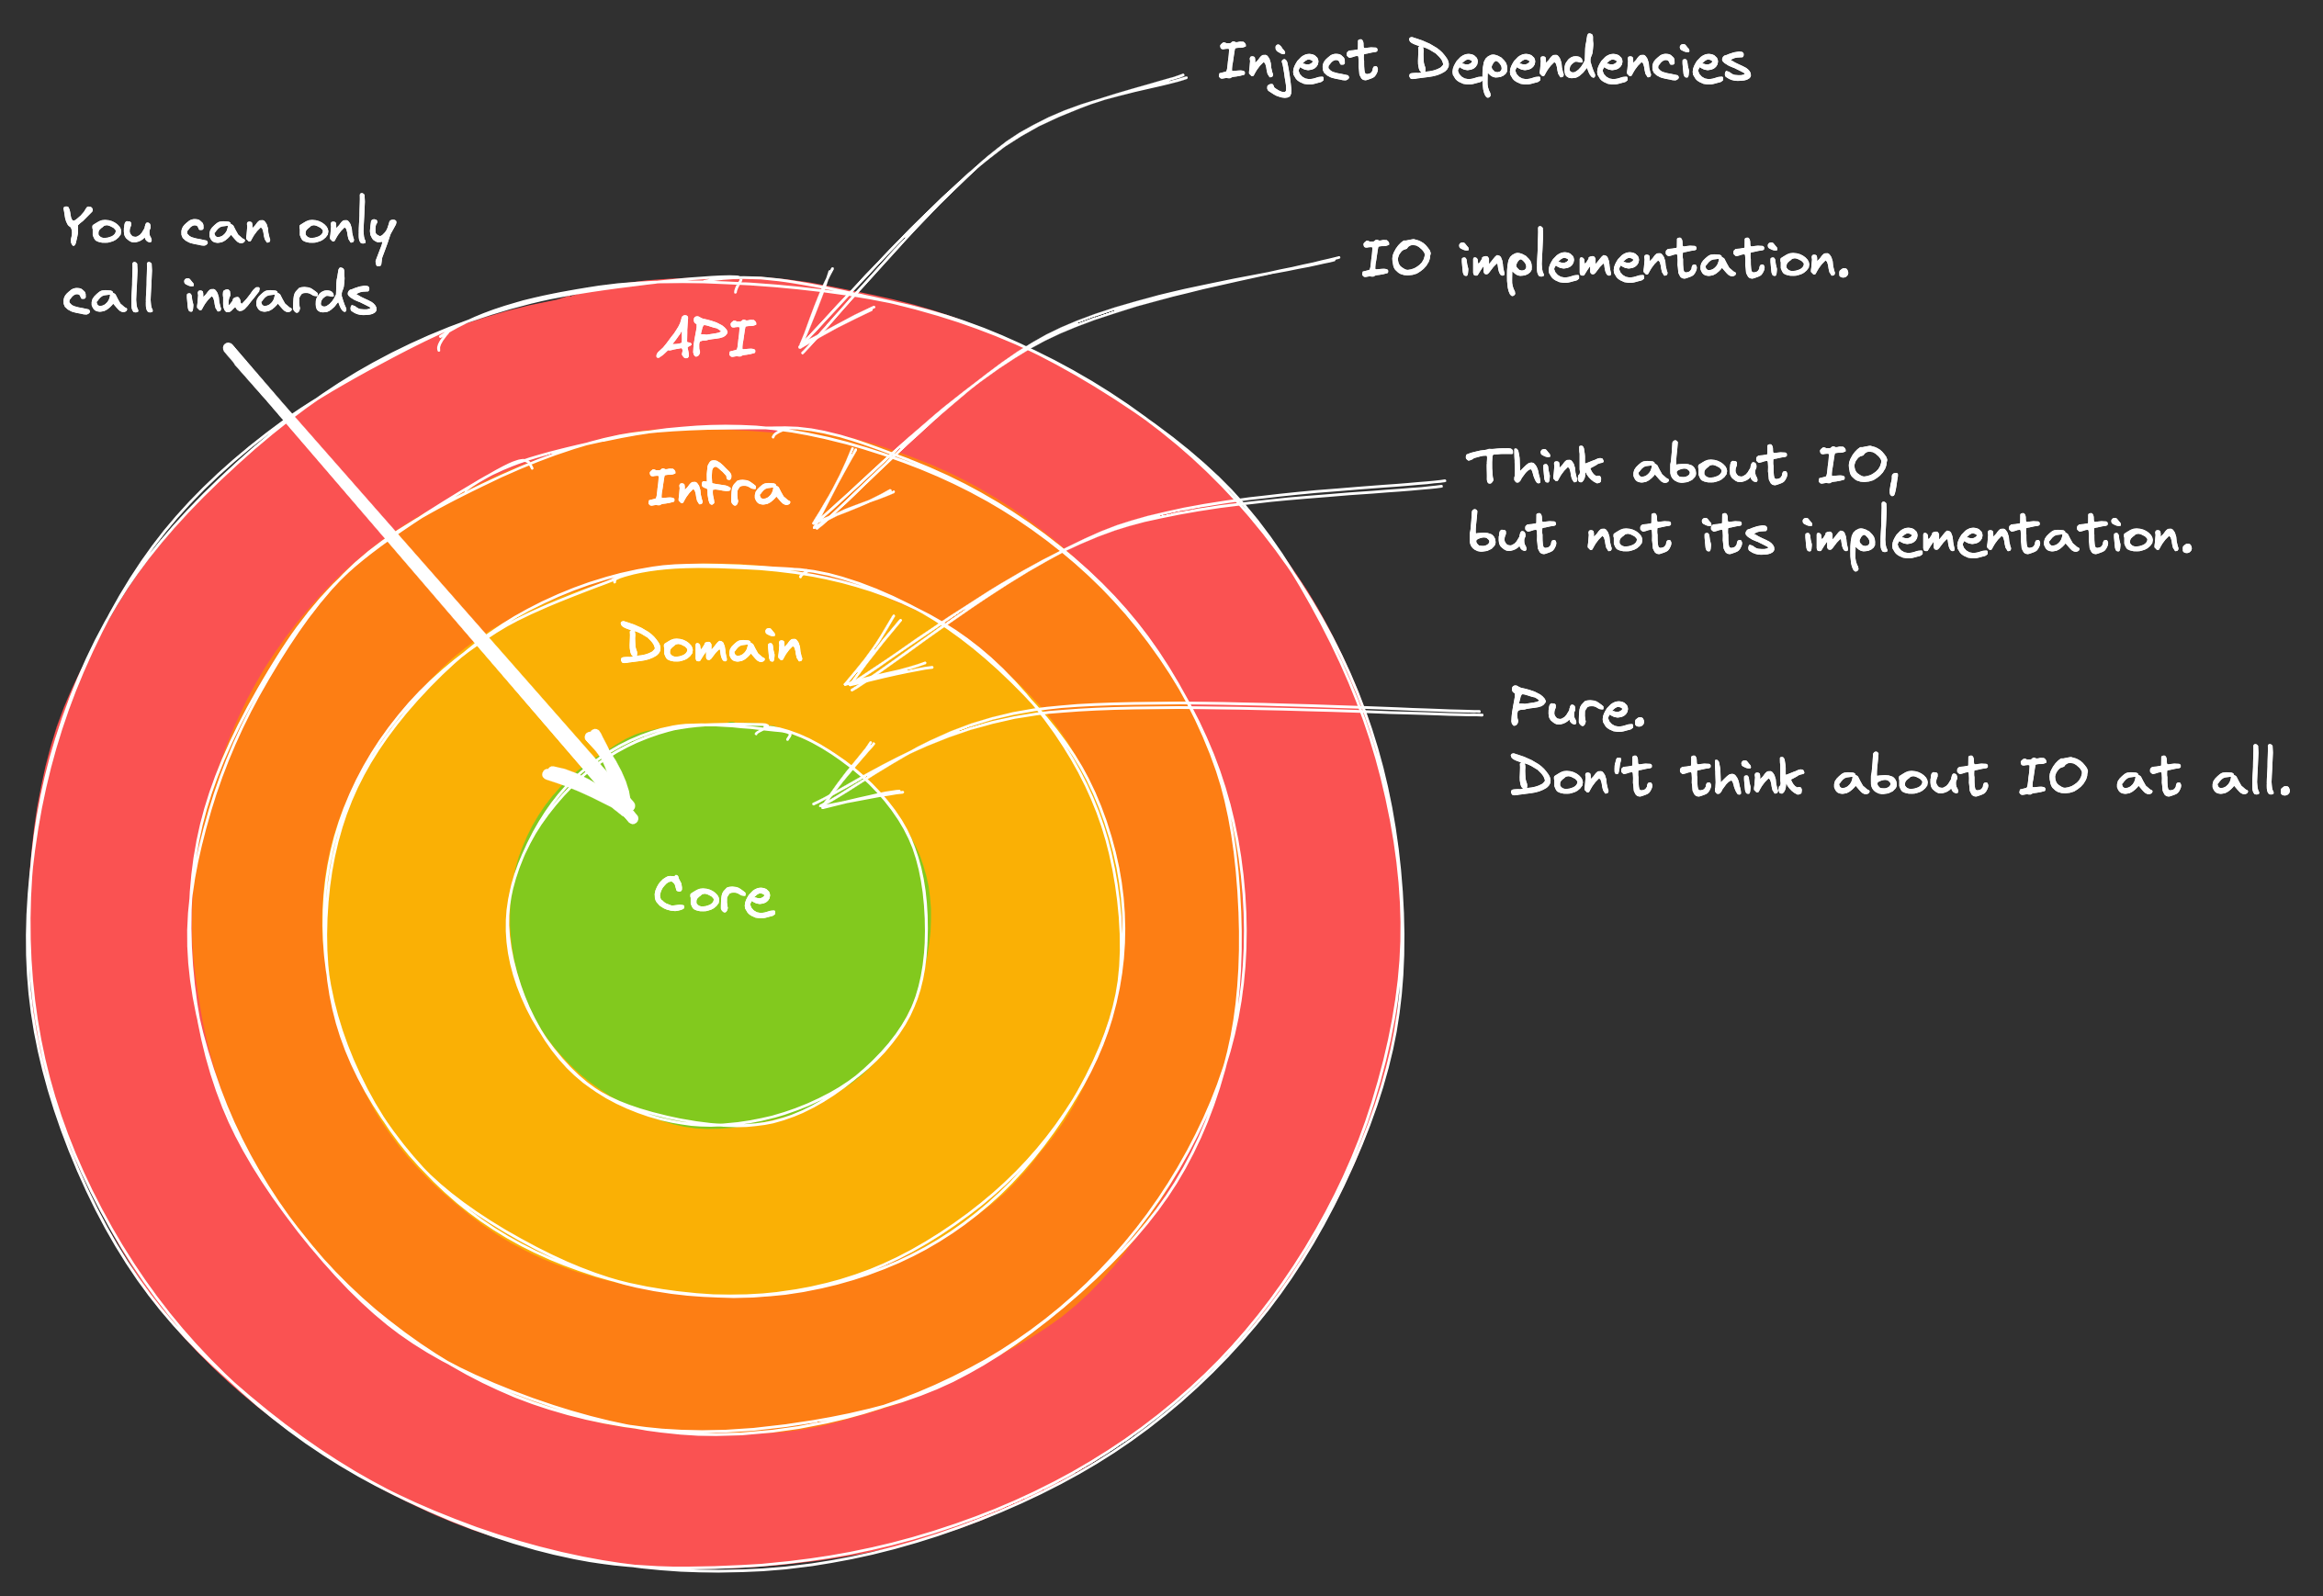 Inject Dependencies
You can only
call inwards
IO implementation.
API
Think about IO,
but not its implementation.
Infra
Domain
Pure.
Don't think about IO at all.
Core